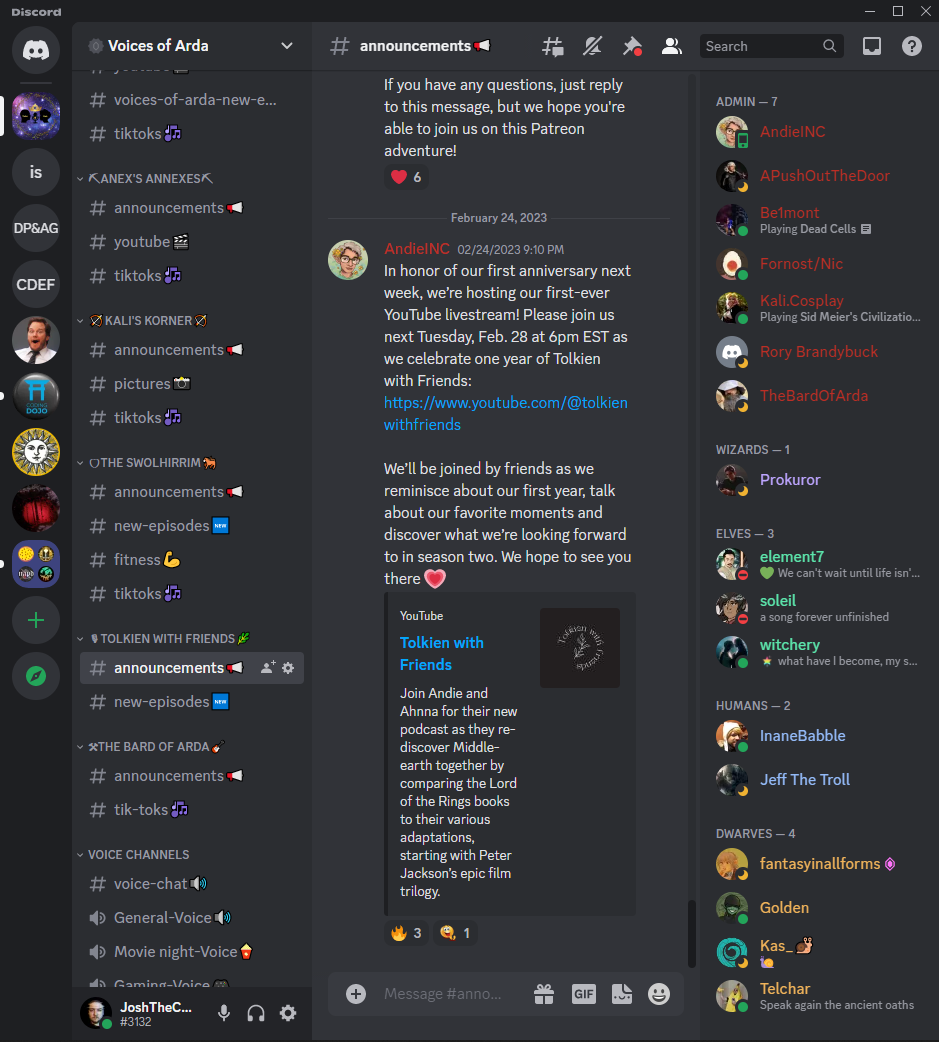 Discord
Voices of Arda
announcements
Search
youtube
voices-of-arda-new-e...
tiktoks
ANEX'S ANNEXES
announcements
youtube
tiktoks
KALI'S KORNER
announcements
pictures
tiktoks
THE SWOLHIRRIM
announcements
new-episodes
NEW
fitness
tiktoks
TOLKIEN WITH FRIENDS
announcements
new-episodes
NEW
THE BARD OF ARDA
announcements
tik-toks
VOICE CHANNELS
voice-chat
General-Voice
Movie night-Voice
Gaming-Voice
JoshTheC...
#3132
is
DP&AG
CDEF
CODING
DOJO
If you have any questions, just reply
to this message, but we hope you're
able to join us on this Patreon
adventure!
6
February 24, 2023
AndieINC 02/24/2023 9:10 PM
In honor of our first anniversary next
week, we're hosting our first-ever
YouTube livestream! Please join us
next Tuesday, Feb. 28 at 6pm EST as
we celebrate one year of Tolkien
with Friends:
https://www.youtube.com/@tolkien
withfriends
We'll be joined by friends as we
reminisce about our first year, talk
about our favorite moments and
discover what we're looking forward
to in season two. We hope to see you
there
YouTube
Tolkien with
Friends
Tolkien with friends
Join Andie and
Ahnna for their new
podcast as they re-
discover Middle-
earth together by
comparing the Lord
of the Rings books
to their various
adaptations,
starting with Peter
Jackson's epic film
trilogy.
3
1
Message #anno...
GIF
ADMIN — 7
AndieINC
APushOutTheDoor
Be1mont
Playing Dead Cells
Fornost/Nic
Kali.Cosplay
Playing Sid Meier's Civilizatio...
Rory Brandybuck
TheBardOfArda
WIZARDS — 1
Prokuror
ELVES — 3
element7
We can't wait until life isn'...
soleil
a song forever unfinished
witchery
what have I become, my s...
HUMANS — 2
InaneBabble
Jeff The Troll
DWARVES — 4
fantasyinallforms
Golden
Kas_
Telchar
Speak again the ancient oaths